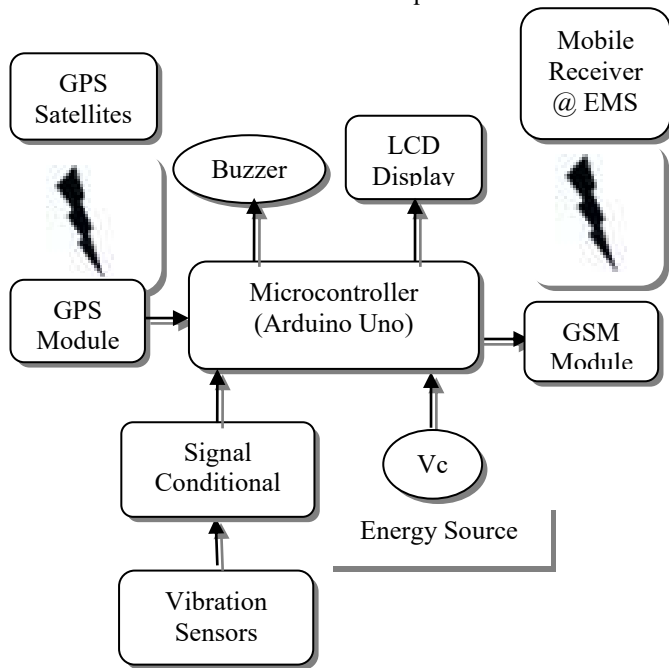 GPS
Satellites
Mobile
Receiver
@ EMS
Buzzer
LCD
Display
GPS
Module
Microcontroller
(Arduino Uno)
GSM
Module
Signal
Conditional
Vc
Energy Source
Vibration
Sensors